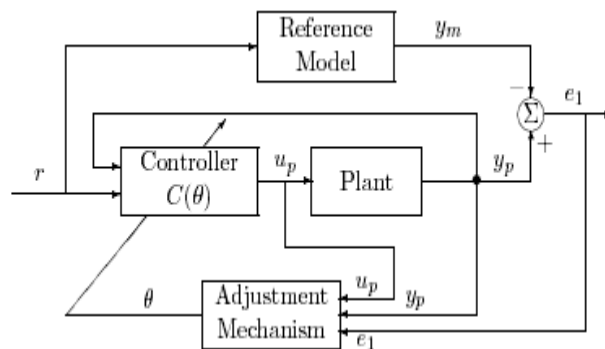 Reference
Model
y_m
−
e_1
Σ
+
r
Controller
C(θ)
u_p
Plant
y_p
u_p
θ
Adjustment
Mechanism
y_p
e_1